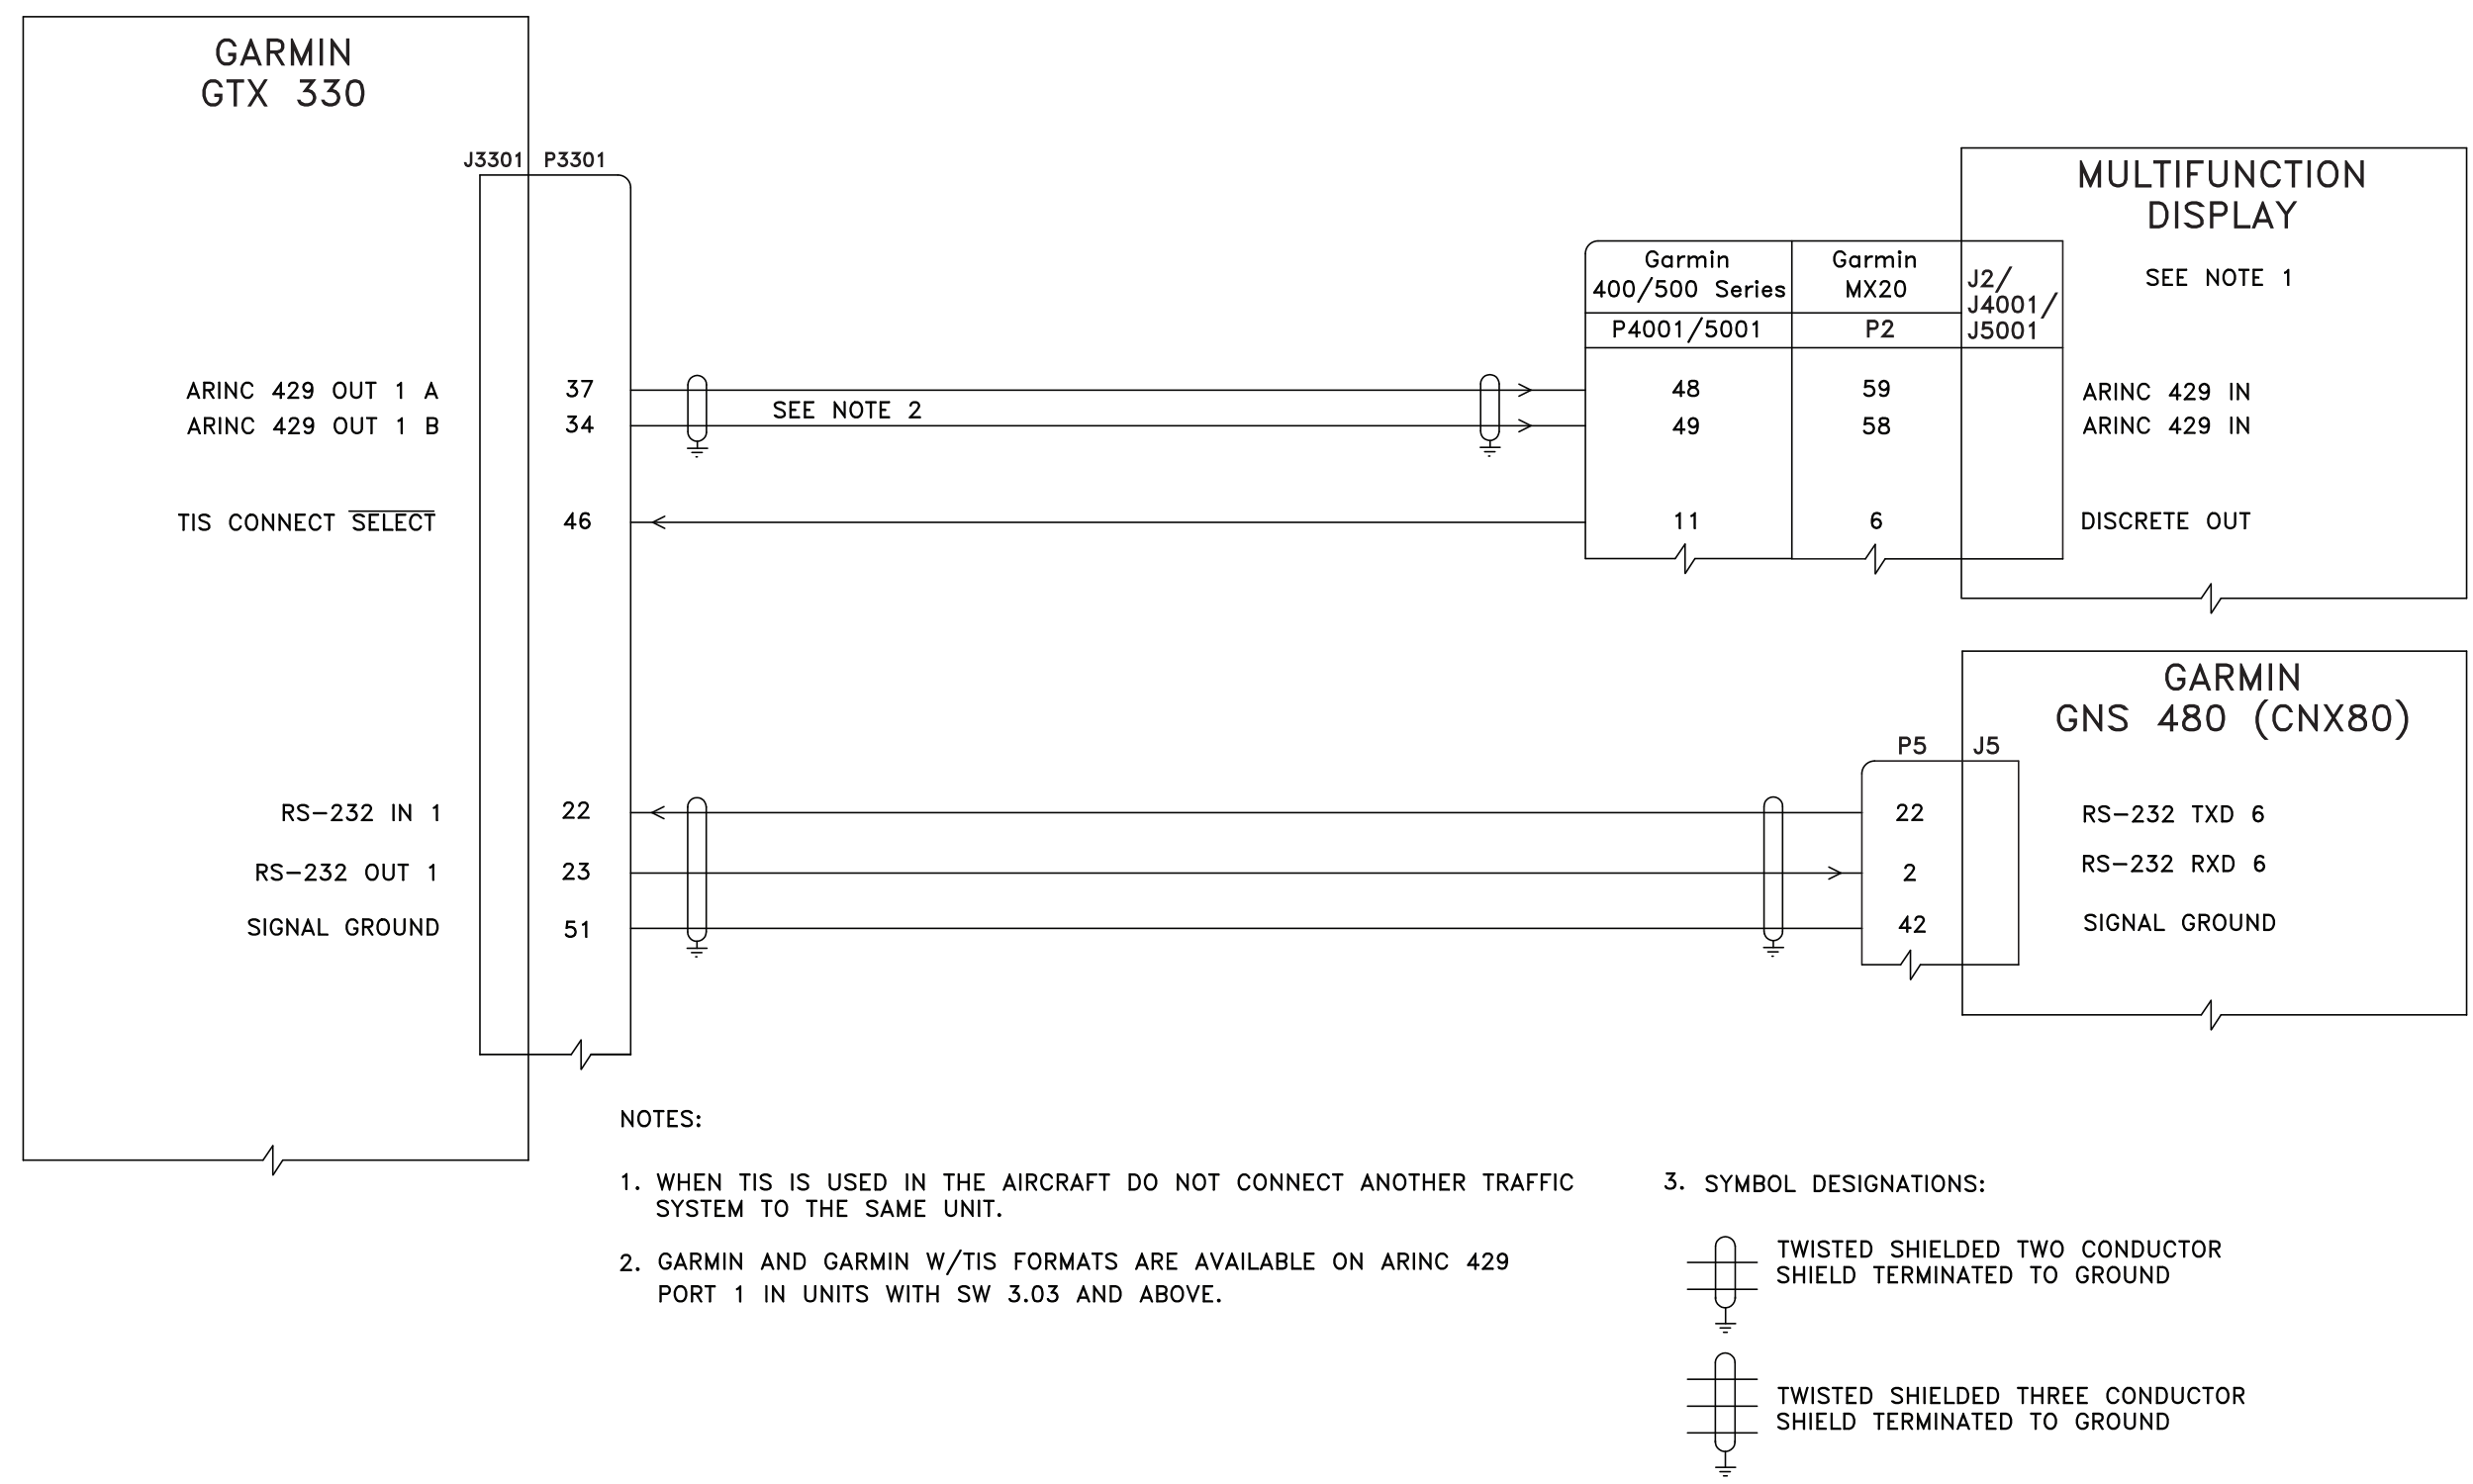 GARMIN
GTX 330
J3301 P3301
ARINC 429 OUT 1 A 37
ARINC 429 OUT 1 B 34
SEE NOTE 2
TIS CONNECT SELECT 46
RS-232 IN 1 22
RS-232 OUT 1 23
SIGNAL GROUND 51
MULTIFUNCTION
DISPLAY
SEE NOTE 1
Garmin
400/500 Series
Garmin
MX20
J2/
J4001/
J5001
P4001/5001 P2
48 59 ARINC 429 IN
49 58 ARINC 429 IN
11 6 DISCRETE OUT
GARMIN
GNS 480 (CNX80)
P5 J5
22 RS-232 TXD 6
2 RS-232 RXD 6
42 SIGNAL GROUND
NOTES:
1. WHEN TIS IS USED IN THE AIRCRAFT DO NOT CONNECT ANOTHER TRAFFIC
SYSTEM TO THE SAME UNIT.
2. GARMIN AND GARMIN W/TIS FORMATS ARE AVAILABLE ON ARINC 429
PORT 1 IN UNITS WITH SW 3.03 AND ABOVE.
3. SYMBOL DESIGNATIONS:
TWISTED SHIELDED TWO CONDUCTOR
SHIELD TERMINATED TO GROUND
TWISTED SHIELDED THREE CONDUCTOR
SHIELD TERMINATED TO GROUND